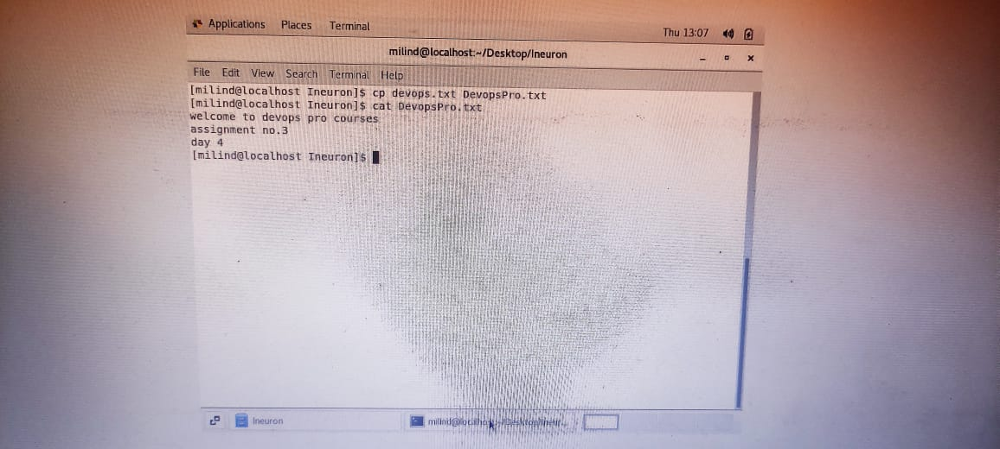 Applications Places Terminal Thu 13:07
milind@localhost:~/Desktop/Ineuron
File Edit View Search Terminal Help
[milind@localhost Ineuron]$ cp devops.txt DevopsPro.txt
[milind@localhost Ineuron]$ cat DevopsPro.txt
welcome to devops pro courses
assignment no.3
day 4
[milind@localhost Ineuron]$
Ineuron milind@localhost:~/Desktop/Ineur...